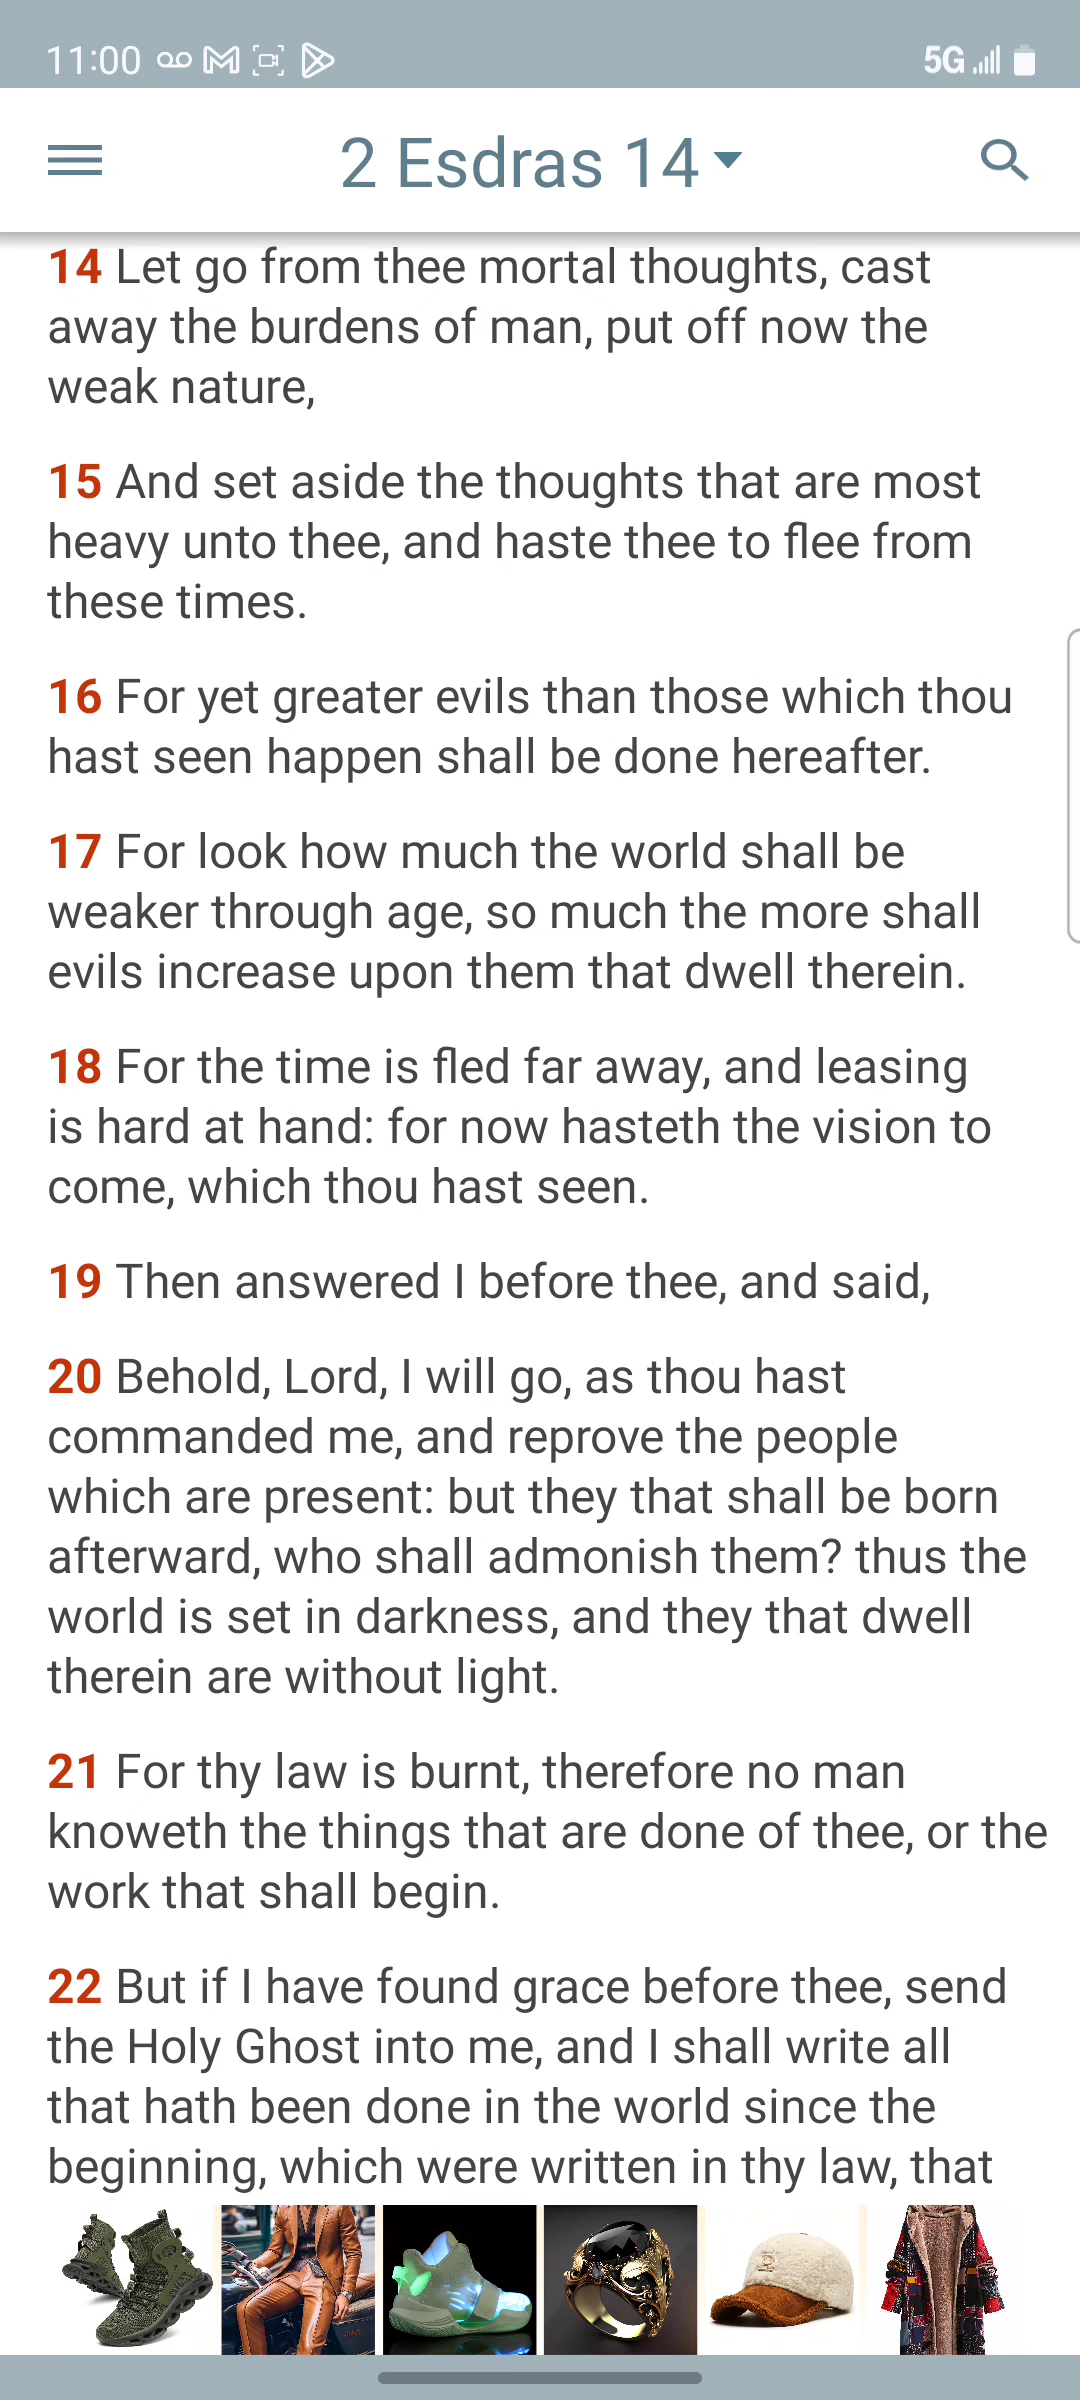 11:00
5G
2 Esdras 14
14 Let go from thee mortal thoughts, cast
away the burdens of man, put off now the
weak nature,
15 And set aside the thoughts that are most
heavy unto thee, and haste thee to flee from
these times.
16 For yet greater evils than those which thou
hast seen happen shall be done hereafter.
17 For look how much the world shall be
weaker through age, so much the more shall
evils increase upon them that dwell therein.
18 For the time is fled far away, and leasing
is hard at hand: for now hasteth the vision to
come, which thou hast seen.
19 Then answered I before thee, and said,
20 Behold, Lord, I will go, as thou hast
commanded me, and reprove the people
which are present: but they that shall be born
afterward, who shall admonish them? thus the
world is set in darkness, and they that dwell
therein are without light.
21 For thy law is burnt, therefore no man
knoweth the things that are done of thee, or the
work that shall begin.
22 But if I have found grace before thee, send
the Holy Ghost into me, and I shall write all
that hath been done in the world since the
beginning, which were written in thy law, that